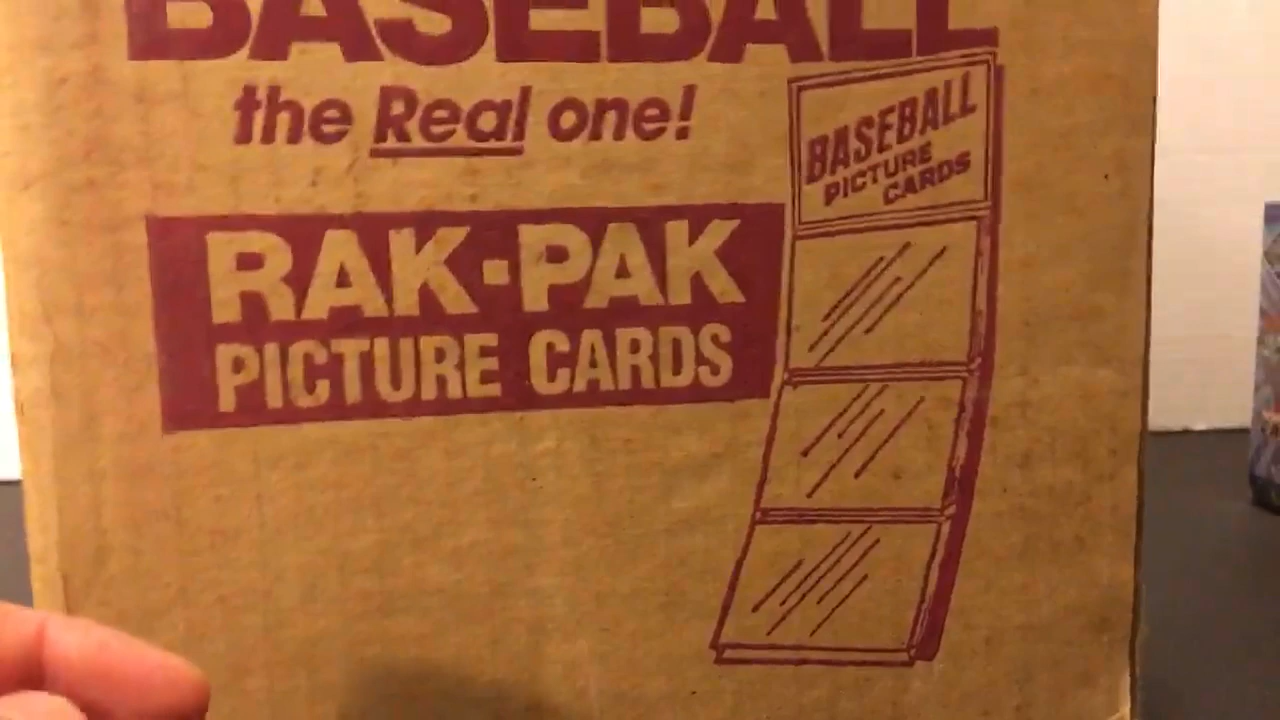 BASEBALL
the Real one!
BASEBALL
PICTURE
CARDS
RAK-PAK
PICTURE CARDS